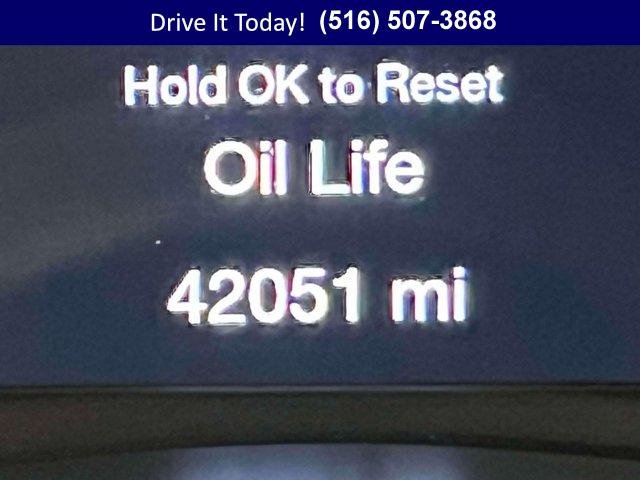 Drive It Today! (516) 507-3868
Hold OK to Reset
Oil Life
42051 mi